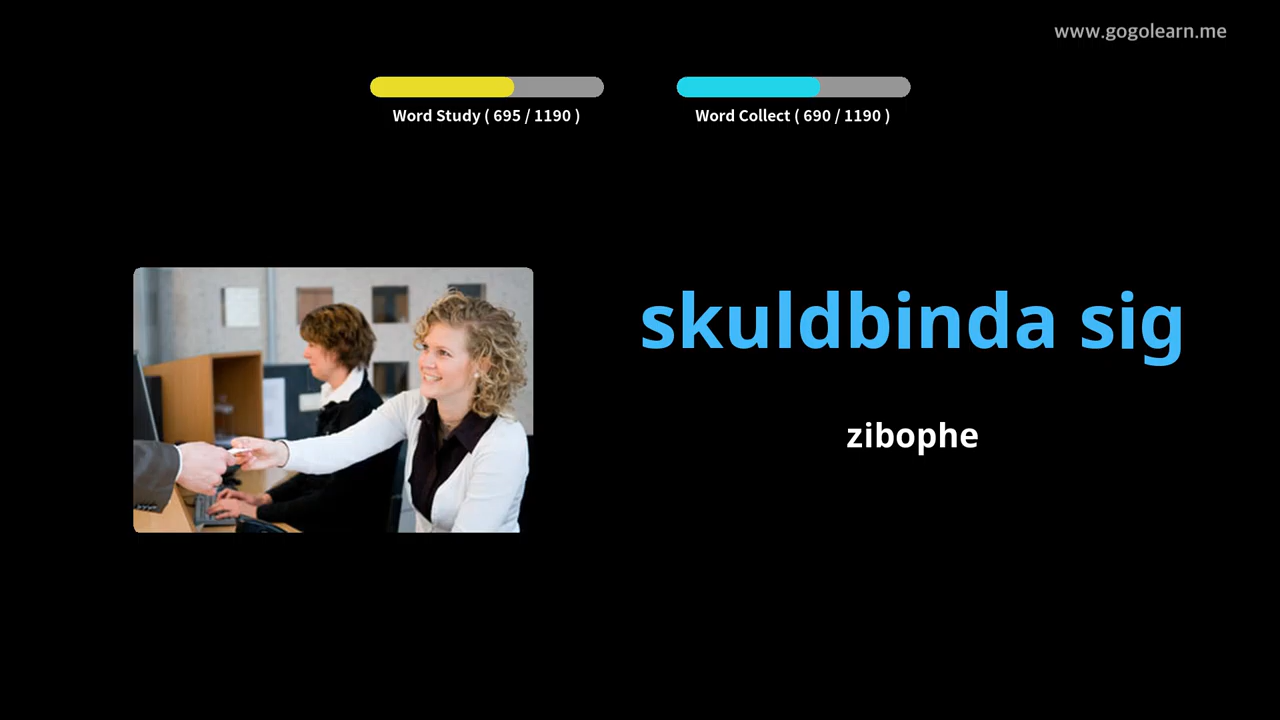 www.gogolearn.me
Word Study ( 695 / 1190 )
Word Collect ( 690 / 1190 )
skuldbinda sig
zibophe